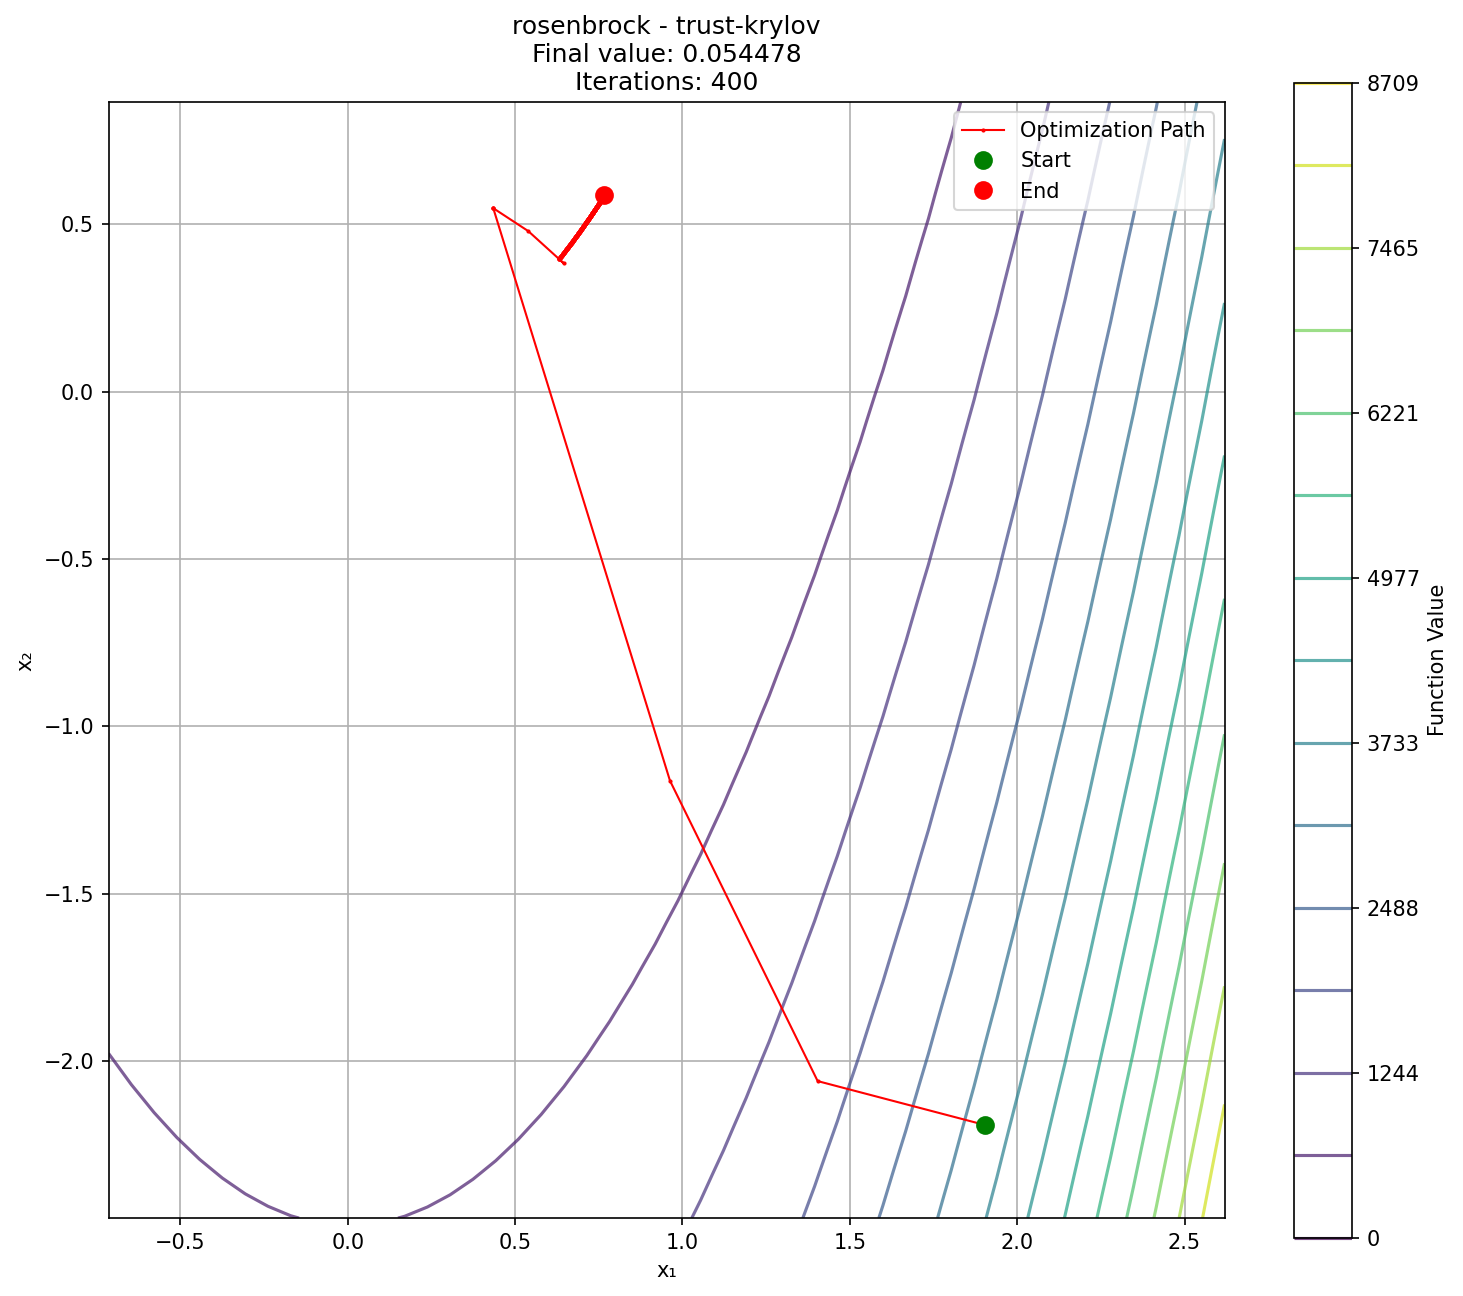 rosenbrock - trust-krylov
Final value: 0.054478
Iterations: 400
Optimization Path
Start
End
0.5
0.0
−0.5
−1.0
−1.5
−2.0
x₂
−0.5
0.0
0.5
1.0
1.5
2.0
2.5
x₁
8709
7465
6221
4977
3733
2488
1244
0
Function Value